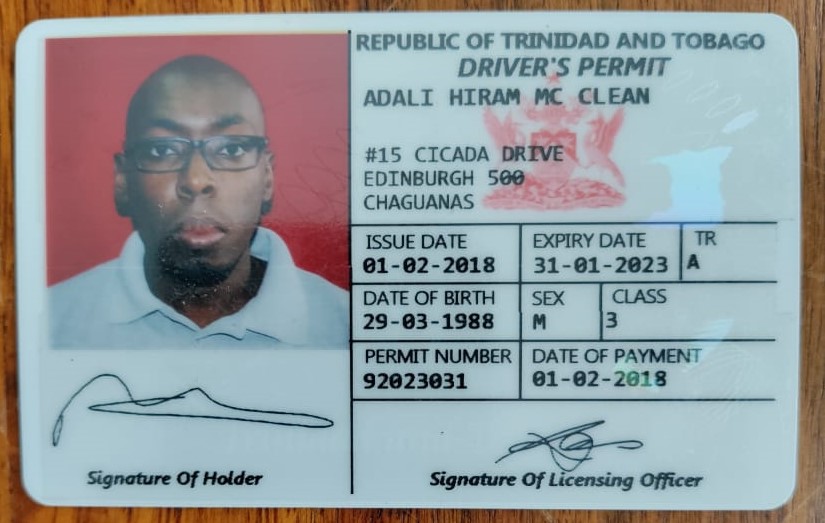 REPUBLIC OF TRINIDAD AND TOBAGO
DRIVER'S PERMIT
ADALI HIRAM MC CLEAN
#15 CICADA DRIVE
EDINBURGH 500
CHAGUANAS
ISSUE DATE EXPIRY DATE TR
01-02-2018 31-01-2023 A
DATE OF BIRTH SEX CLASS
29-03-1988 M 3
PERMIT NUMBER DATE OF PAYMENT
92023031 01-02-2018
Signature Of Holder Signature Of Licensing Officer